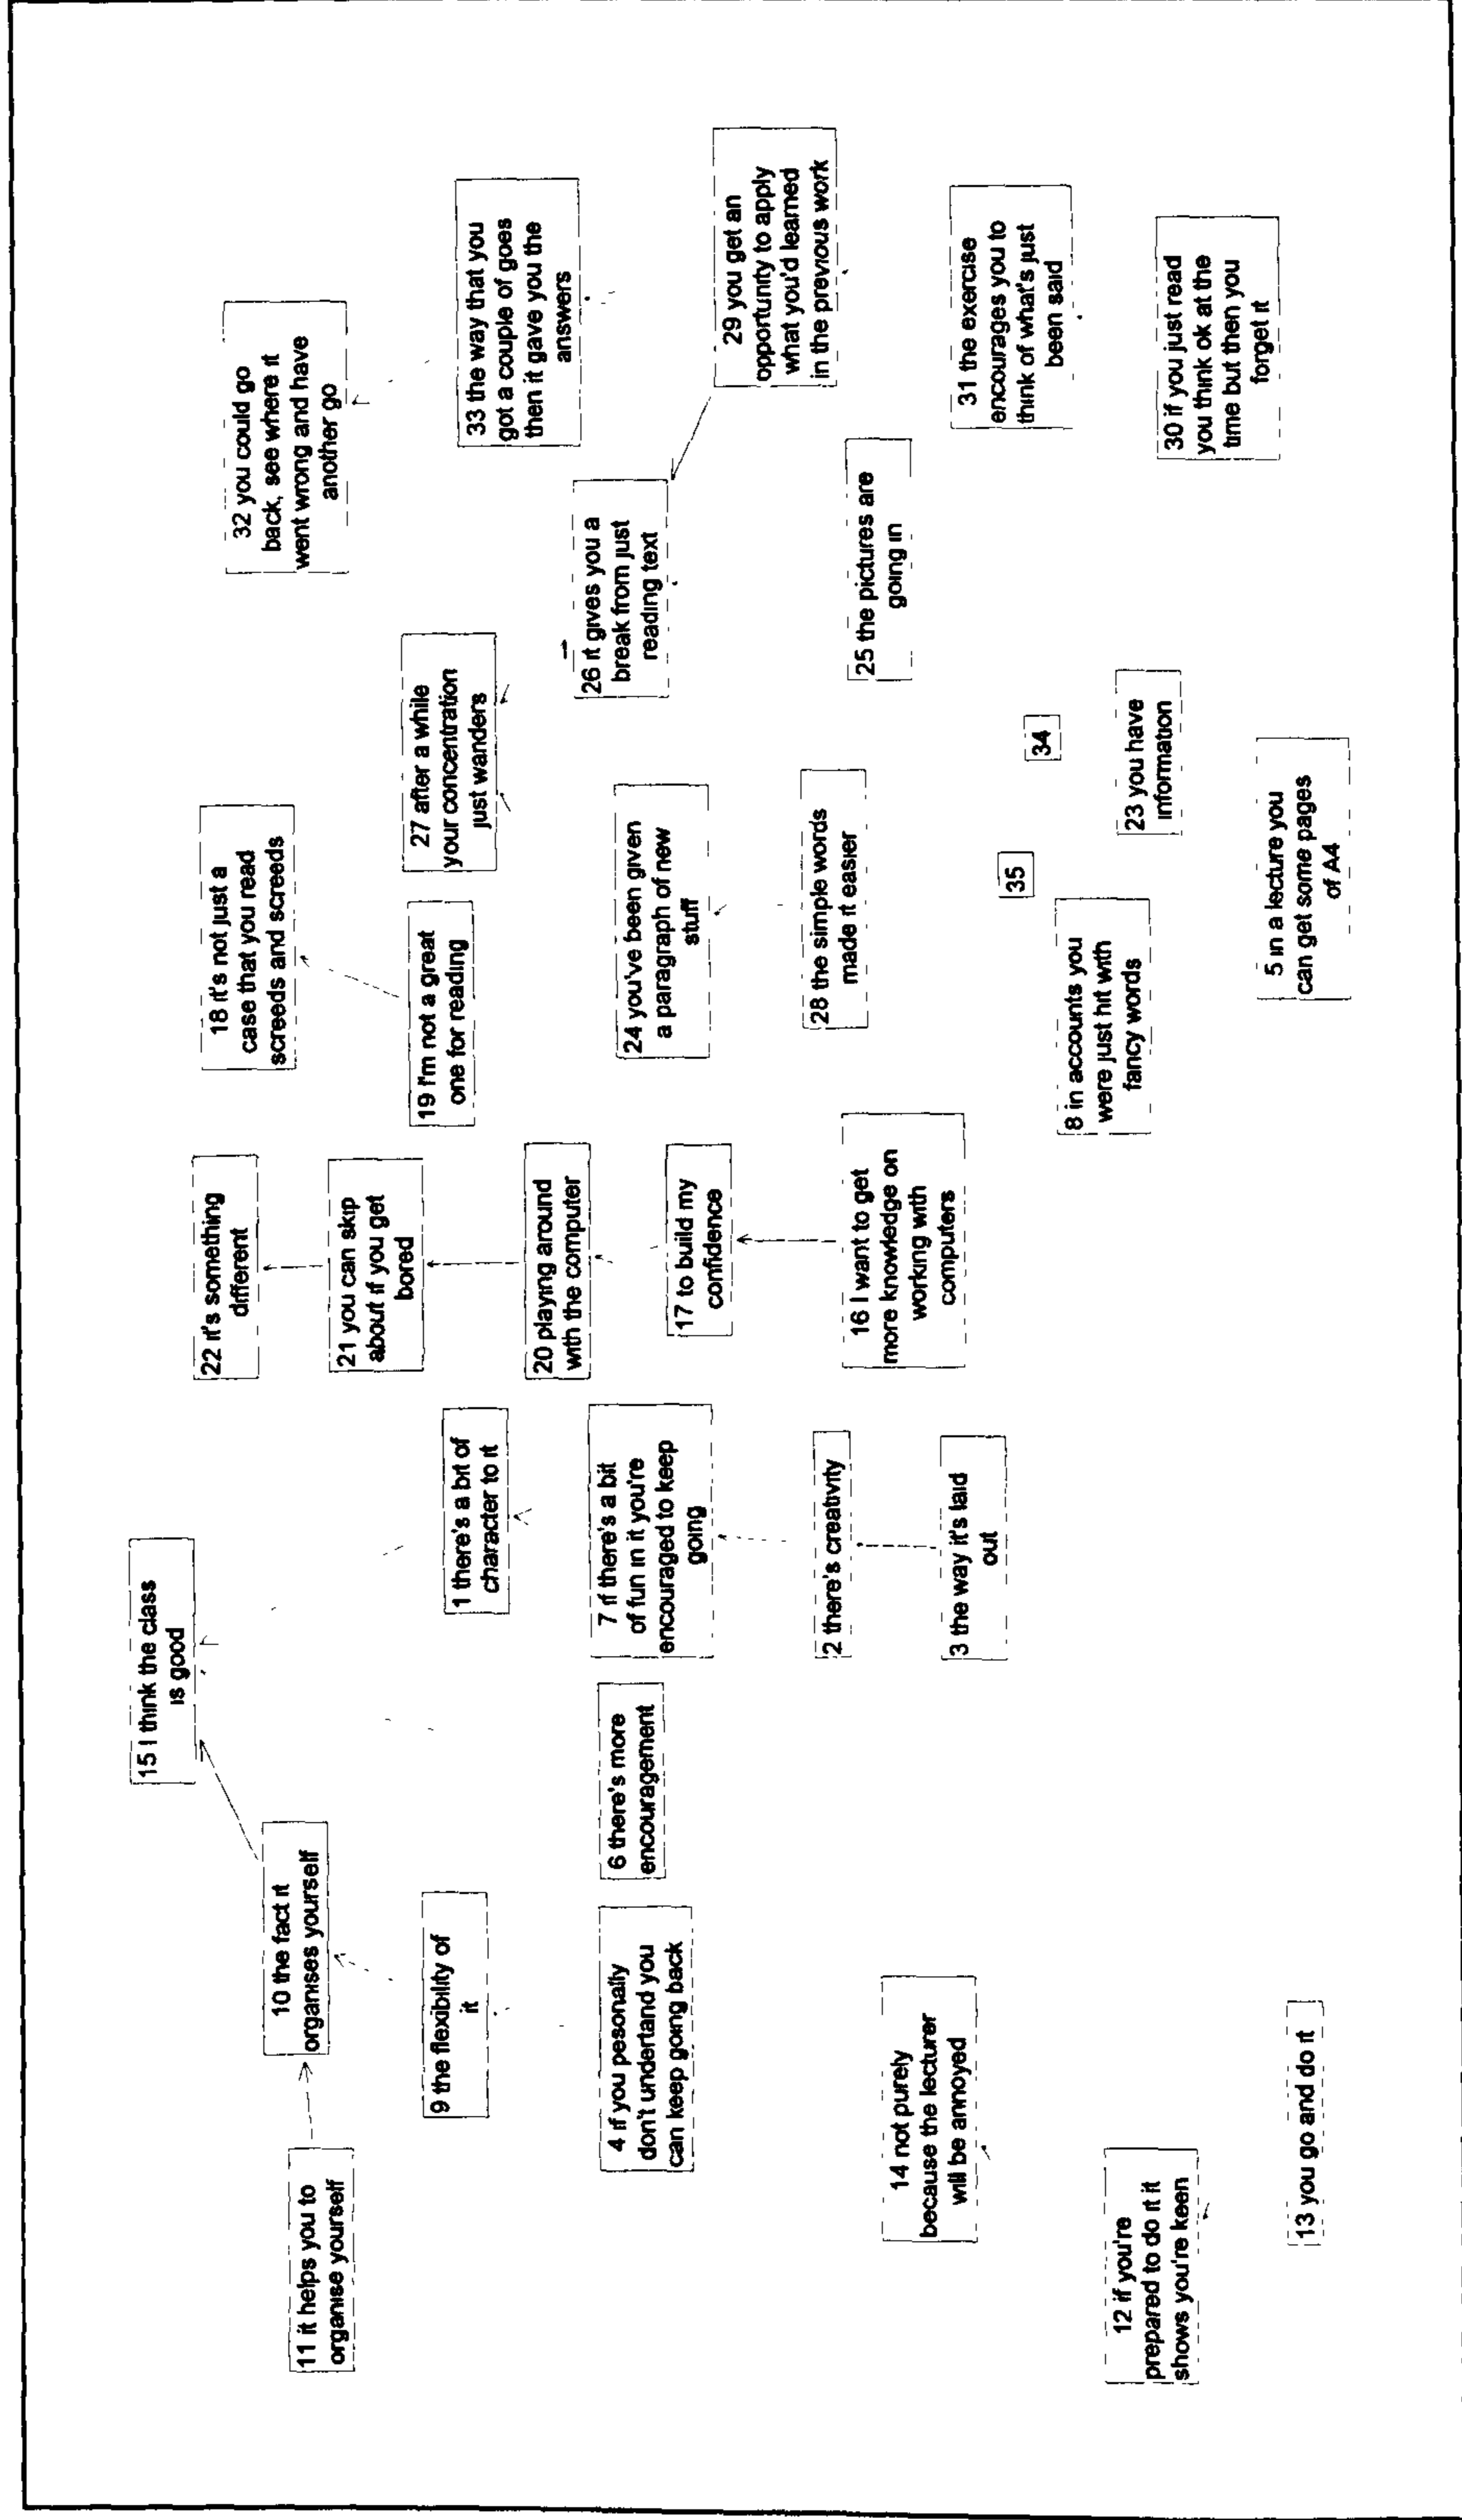 15 I think the class
is good
11 it helps you to
organise yourself
10 the fact it
organises yourself
22 it's something
different
18 it's not just a
case that you read
screeds and screeds
32 you could go
back, see where it
went wrong and have
another go
21 you can skip
about if you get
bored
9 the flexibility of
it
1 there's a bit of
character to it
19 I'm not a great
one for reading
27 after a while
your concentration
just wanders
33 the way that you
got a couple of goes
then it gave you the
answers
20 playing around
with the computer
4 if you pesonally
don't undertand you
can keep going back
6 there's more
encouragement
7 if there's a bit
of fun in it you're
encouraged to keep
going
24 you've been given
a paragraph of new
stuff
26 it gives you a
break from just
reading text
17 to build my
confidence
29 you get an
opportunity to apply
what you'd learned
in the previous work
2 there's creativity
28 the simple words
made it easier
16 I want to get
more knowledge on
working with
computers
25 the pictures are
going in
14 not purely
because the lecturer
will be annoyed
3 the way it's laid
out
31 the exercise
encourages you to
think of what's just
been said
35
34
8 in accounts you
were just hit with
fancy words
12 if you're
prepared to do it it
shows you're keen
23 you have
information
30 if you just read
you think ok at the
time but then you
forget it
5 in a lecture you
can get some pages
of A4
13 you go and do it